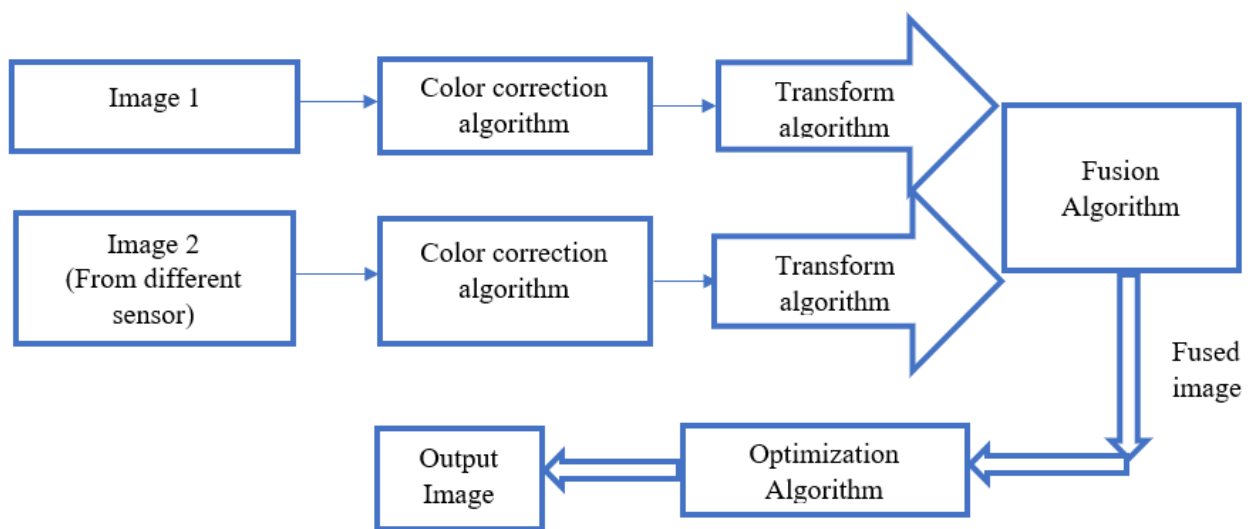 Image 1
Color correction
algorithm
Transform
algorithm
Fusion
Algorithm
Image 2
(From different
sensor)
Color correction
algorithm
Transform
algorithm
Fused
image
Optimization
Algorithm
Output
Image